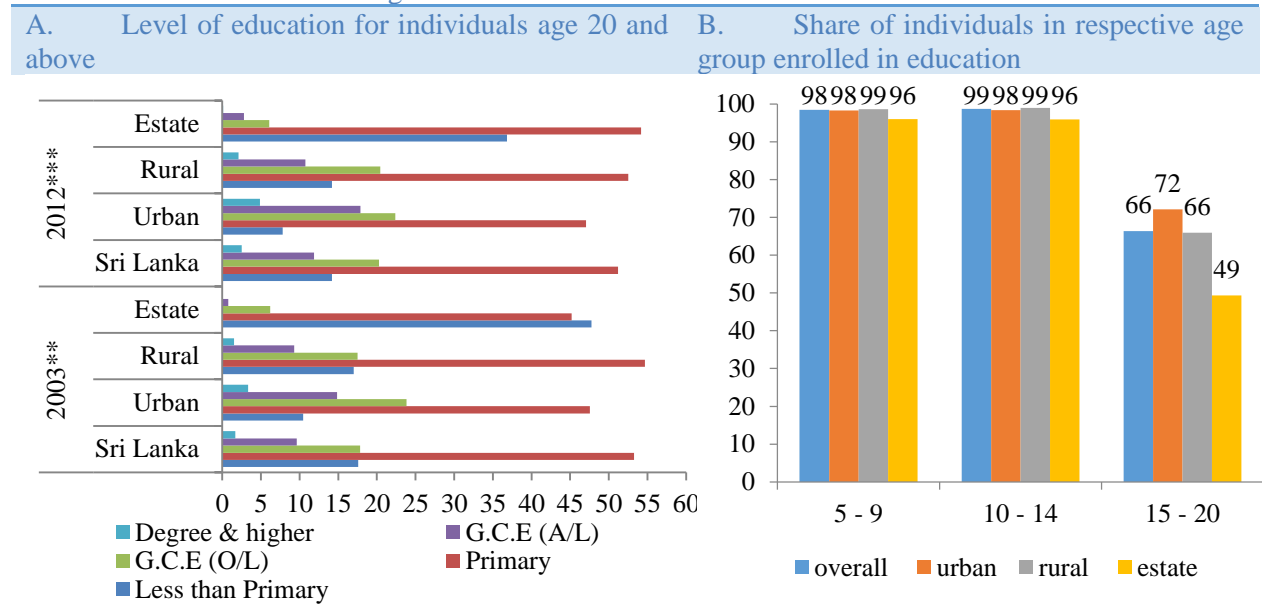 A. Level of education for individuals age 20 and
above
2012***
Estate
Rural
Urban
Sri Lanka
2003**
Estate
Rural
Urban
Sri Lanka
0 5 10 15 20 25 30 35 40 45 50 55 60
Degree & higher G.C.E (A/L)
G.C.E (O/L) Primary
Less than Primary
B. Share of individuals in respective age
group enrolled in education
100
90
80
70
60
50
40
30
20
10
0
98 98 99 96
99 98 99 96
66 72 66 49
5 - 9 10 - 14 15 - 20
overall urban rural estate